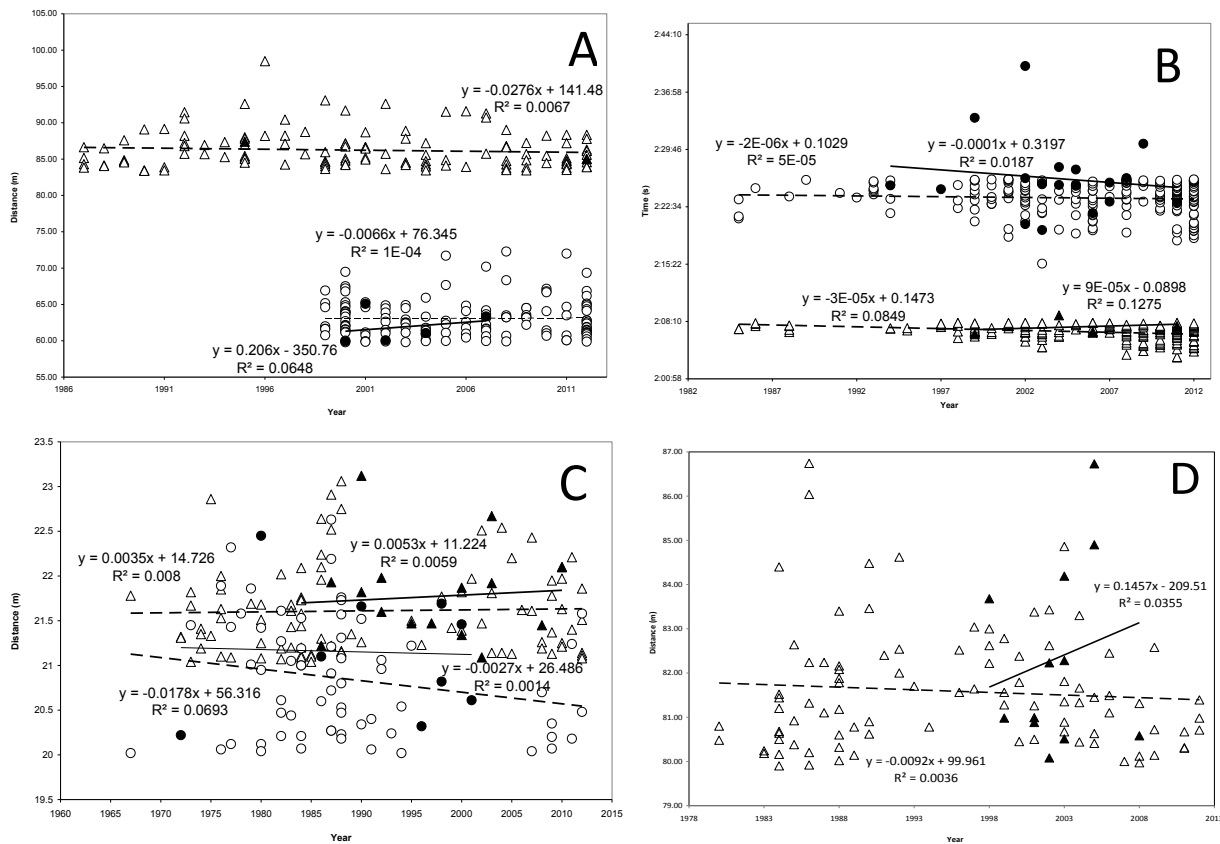 A
105.00
100.00
95.00
90.00
85.00
80.00
75.00
70.00
65.00
60.00
55.00
Distance (m)
y = -0.0276x + 141.48
R² = 0.0067
y = -0.0066x + 76.345
R² = 1E-04
y = 0.206x - 350.76
R² = 0.0648
1986
1991
1996
2001
2006
2011
Year
B
2:44:10
2:36:58
2:29:46
2:22:34
2:15:22
2:08:10
2:00:58
Time (s)
y = -2E-06x + 0.1029
R² = 5E-05
y = -0.0001x + 0.3197
R² = 0.0187
y = -3E-05x + 0.1473
R² = 0.0849
y = 9E-05x - 0.0898
R² = 0.1275
1982
1987
1992
1997
2002
2007
2012
Year
C
23.5
23
22.5
22
21.5
21
20.5
20
19.5
Distance (m)
y = 0.0035x + 14.726
R² = 0.008
y = 0.0053x + 11.224
R² = 0.0059
y = -0.0178x + 56.316
R² = 0.0693
y = -0.0027x + 26.486
R² = 0.0014
1960
1965
1970
1975
1980
1985
1990
1995
2000
2005
2010
2015
Year
D
87.00
86.00
85.00
84.00
83.00
82.00
81.00
80.00
79.00
Distance (m)
y = 0.1457x - 209.51
R² = 0.0355
y = -0.0092x + 99.961
R² = 0.0036
1978
1983
1988
1993
1998
2003
2008
2013
Year